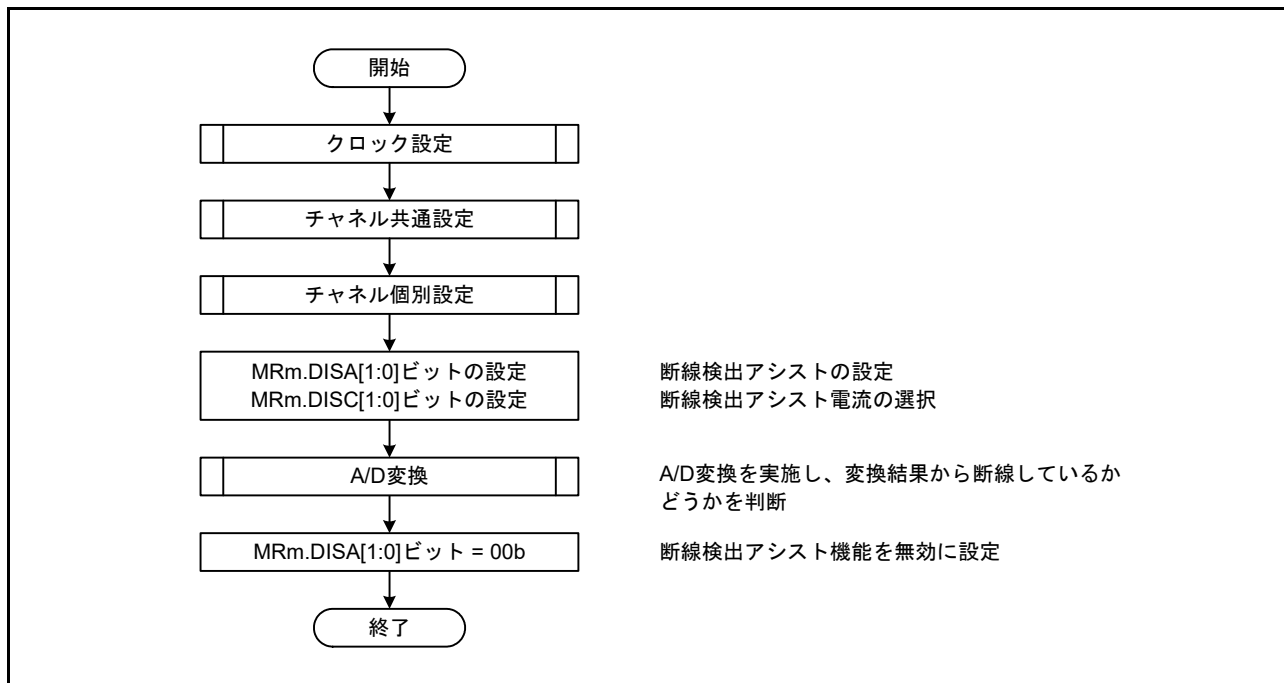 開始
クロック設定
チャネル共通設定
チャネル個別設定
MRm.DISA[1:0]ビットの設定
MRm.DISC[1:0]ビットの設定
断線検出アシストの設定
断線検出アシスト電流の選択
A/D変換
A/D変換を実施し、変換結果から断線しているか
どうかを判断
MRm.DISA[1:0]ビット = 00b
断線検出アシスト機能を無効に設定
終了